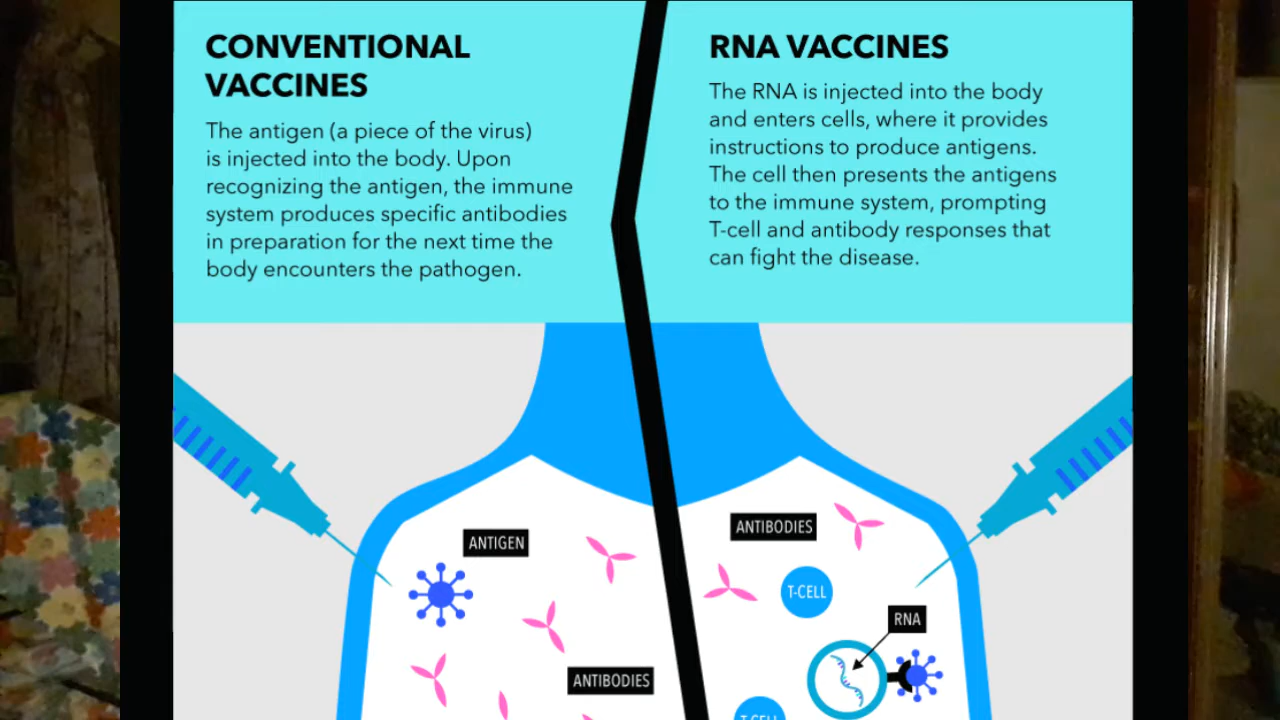 CONVENTIONAL
VACCINES
The antigen (a piece of the virus)
is injected into the body. Upon
recognizing the antigen, the immune
system produces specific antibodies
in preparation for the next time the
body encounters the pathogen.
RNA VACCINES
The RNA is injected into the body
and enters cells, where it provides
instructions to produce antigens.
The cell then presents the antigens
to the immune system, prompting
T-cell and antibody responses that
can fight the disease.
ANTIGEN
ANTIBODIES
ANTIBODIES
T-CELL
RNA
T-CELL